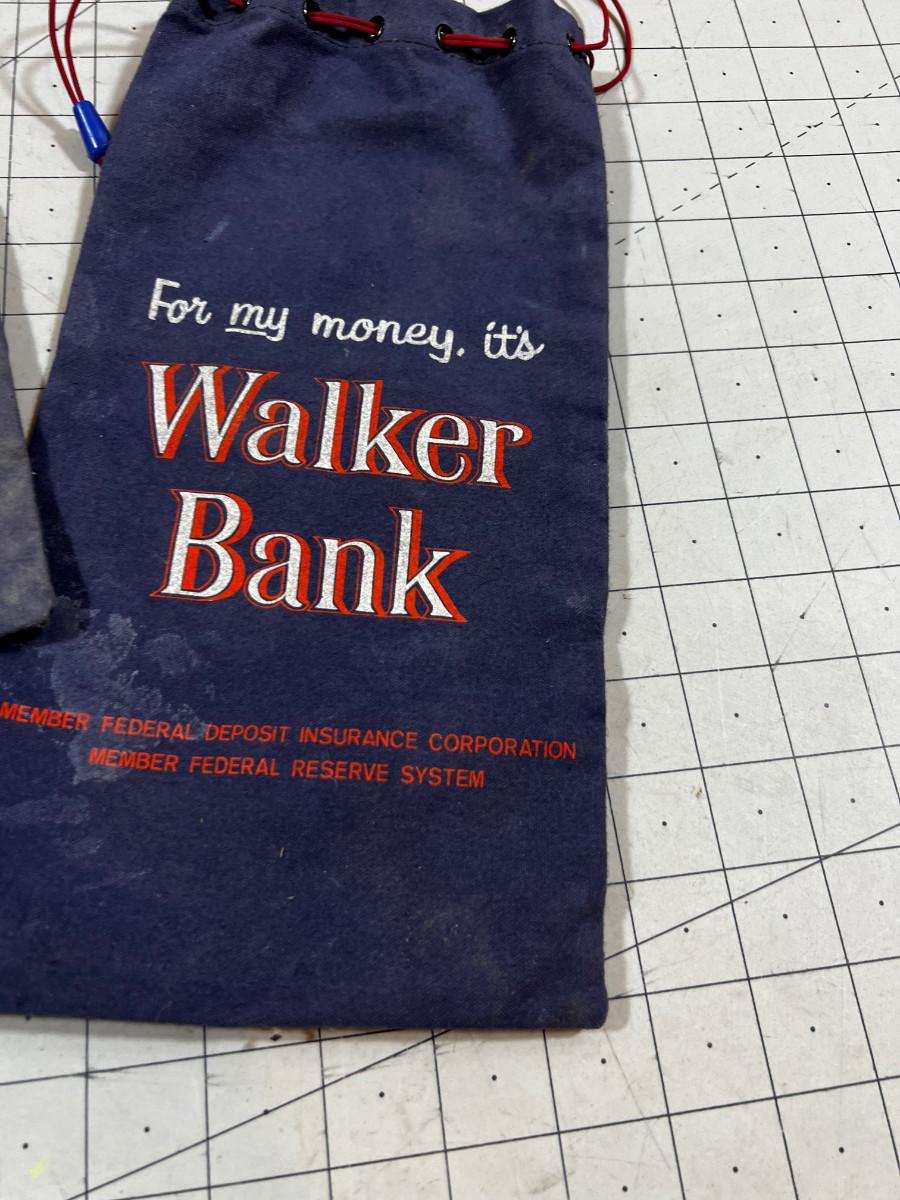 For my money, it's
Walker
Bank
MEMBER FEDERAL DEPOSIT INSURANCE CORPORATION
MEMBER FEDERAL RESERVE SYSTEM